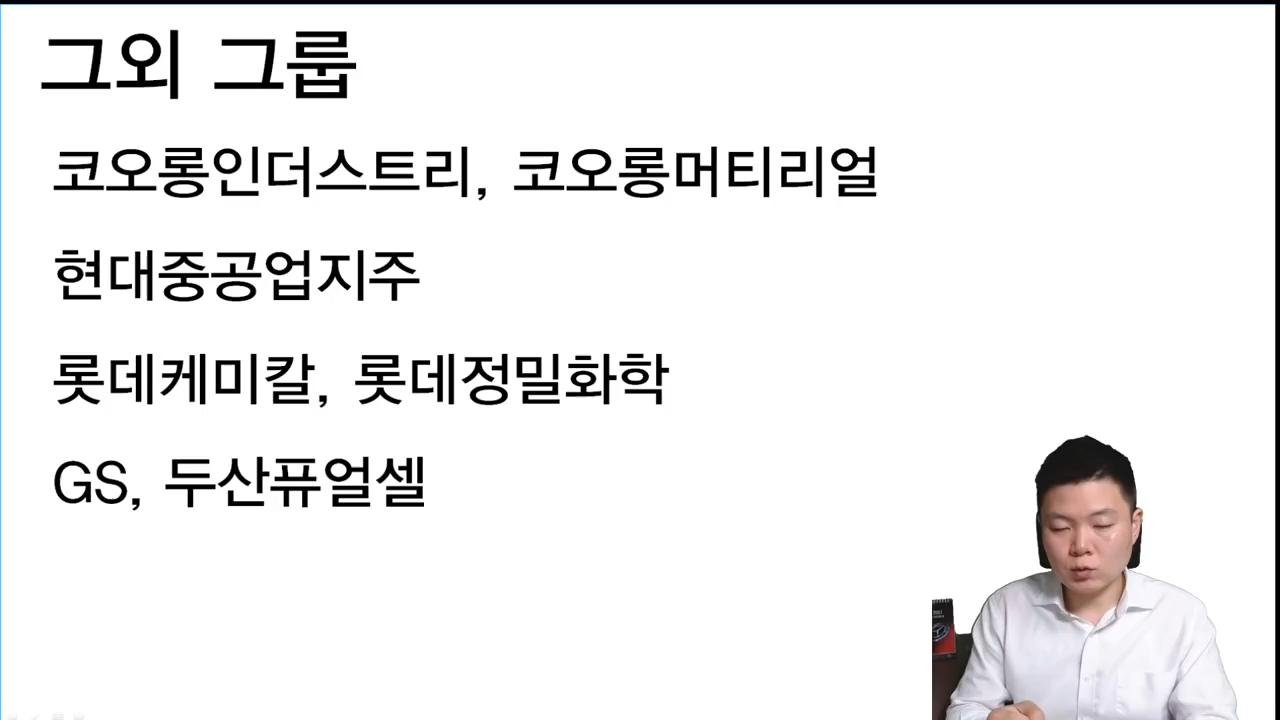 그외 그룹
코오롱인더스트리, 코오롱머티리얼
현대중공업지주
롯데케미칼, 롯데정밀화학
GS, 두산퓨얼셀